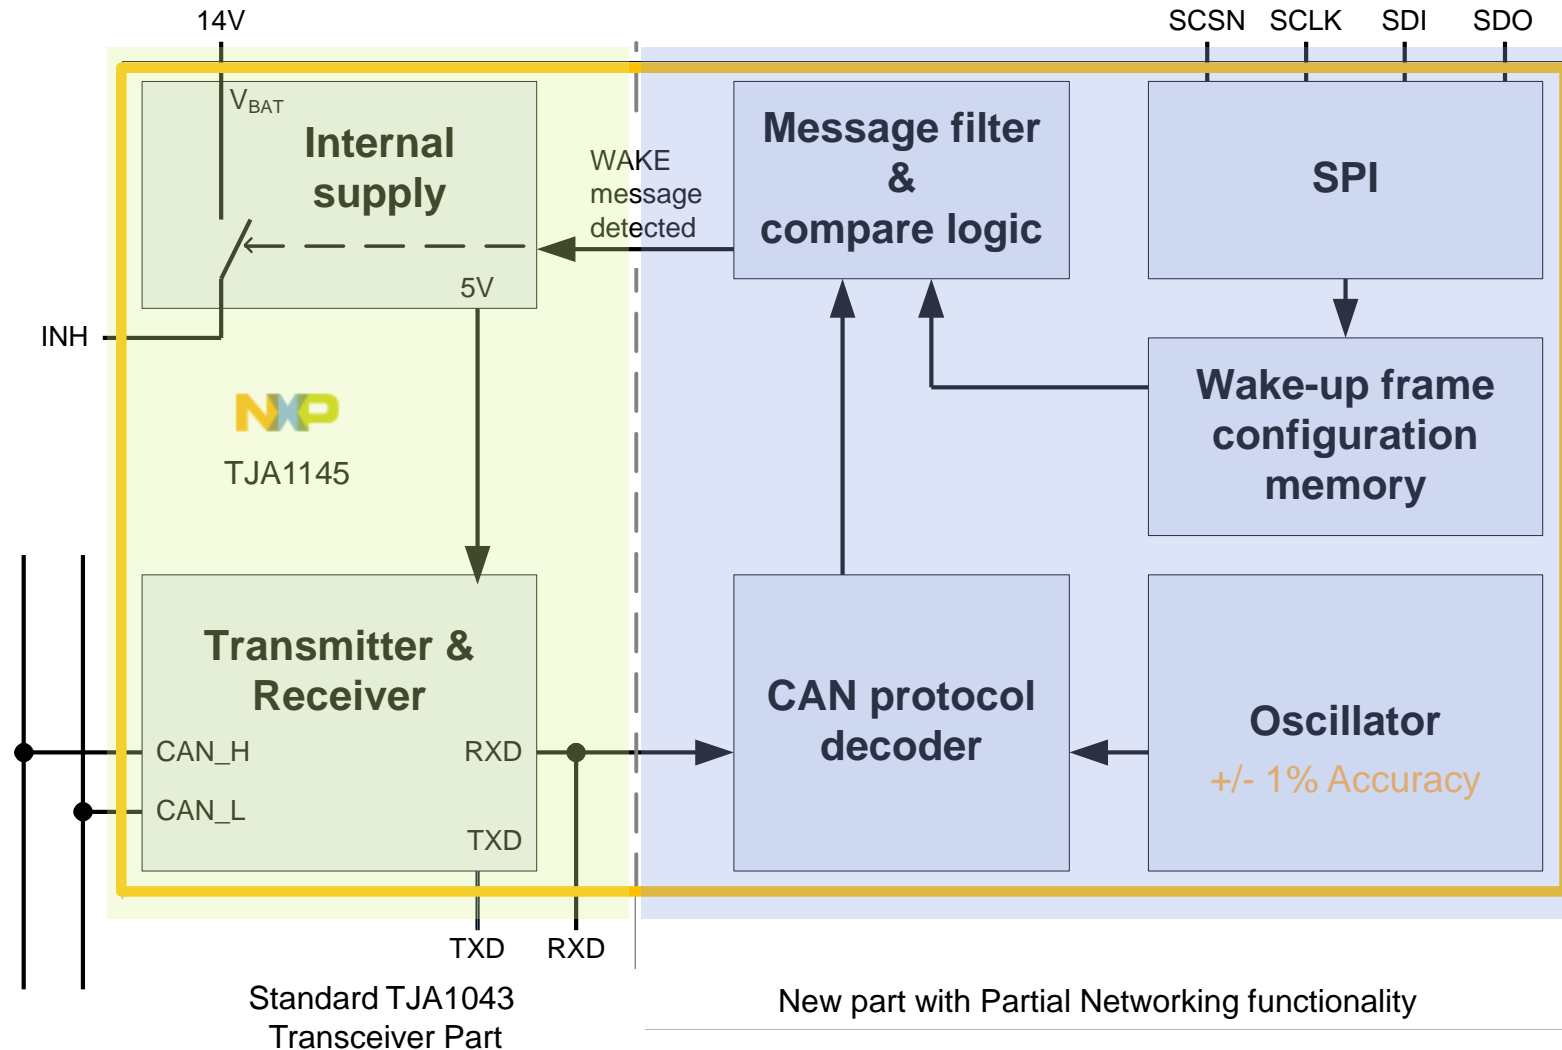 14V
SCSN SCLK SDI SDO
V_BAT
Internal
supply
WAKE
message
detected
Message filter
&
compare logic
SPI
5V
INH
NXP
TJA1145
Wake-up frame
configuration
memory
Transmitter &
Receiver
CAN_H
RXD
CAN_L
TXD
CAN protocol
decoder
Oscillator
+/- 1% Accuracy
TXD RXD
Standard TJA1043
Transceiver Part
New part with Partial Networking functionality